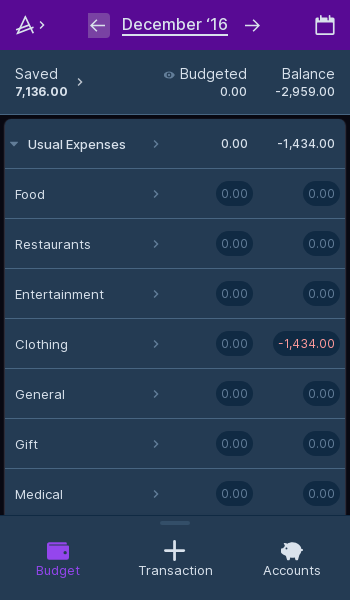 December ‘16
Saved Budgeted Balance
7,136.00 0.00 -2,959.00
Usual Expenses 0.00 -1,434.00
Food 0.00 0.00
Restaurants 0.00 0.00
Entertainment 0.00 0.00
Clothing 0.00 -1,434.00
General 0.00 0.00
Gift 0.00 0.00
Medical 0.00 0.00
Budget Transaction Accounts